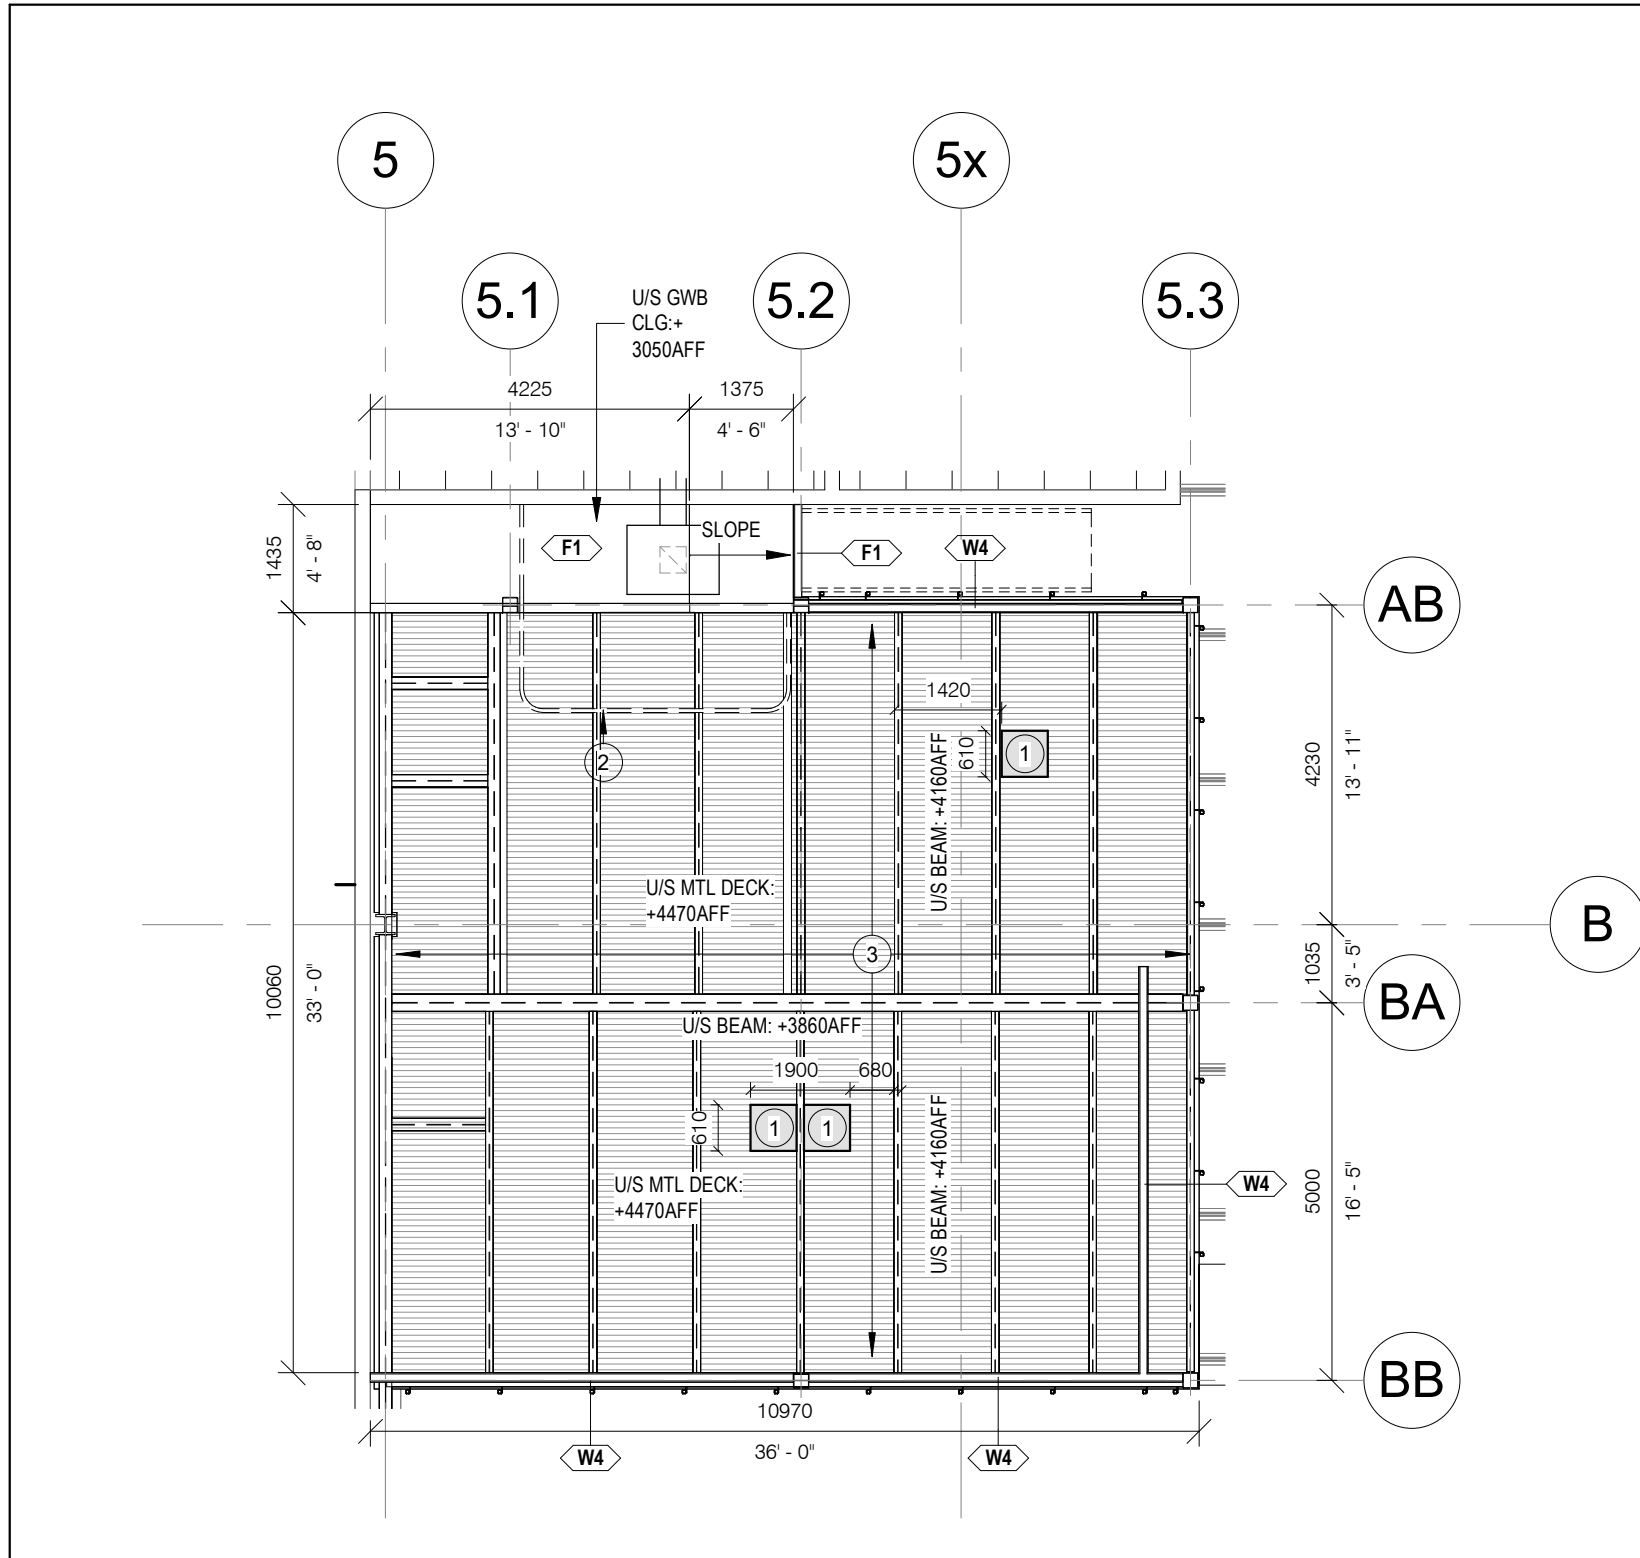 5
5x
5.1
5.2
5.3
U/S GWB
CLG:+
3050AFF
4225
13' - 10"
1375
4' - 6"
1435
4' - 8"
F1
SLOPE
F1
W4
AB
1420
610
1
2
U/S BEAM: +4160AFF
4230
13' - 11"
U/S MTL DECK:
+4470AFF
B
3
10060
33' - 0"
1035
3' - 5"
BA
U/S BEAM: +3860AFF
1900
680
610
1
1
U/S BEAM: +4160AFF
U/S MTL DECK:
+4470AFF
W4
5000
16' - 5"
BB
10970
36' - 0"
W4
W4